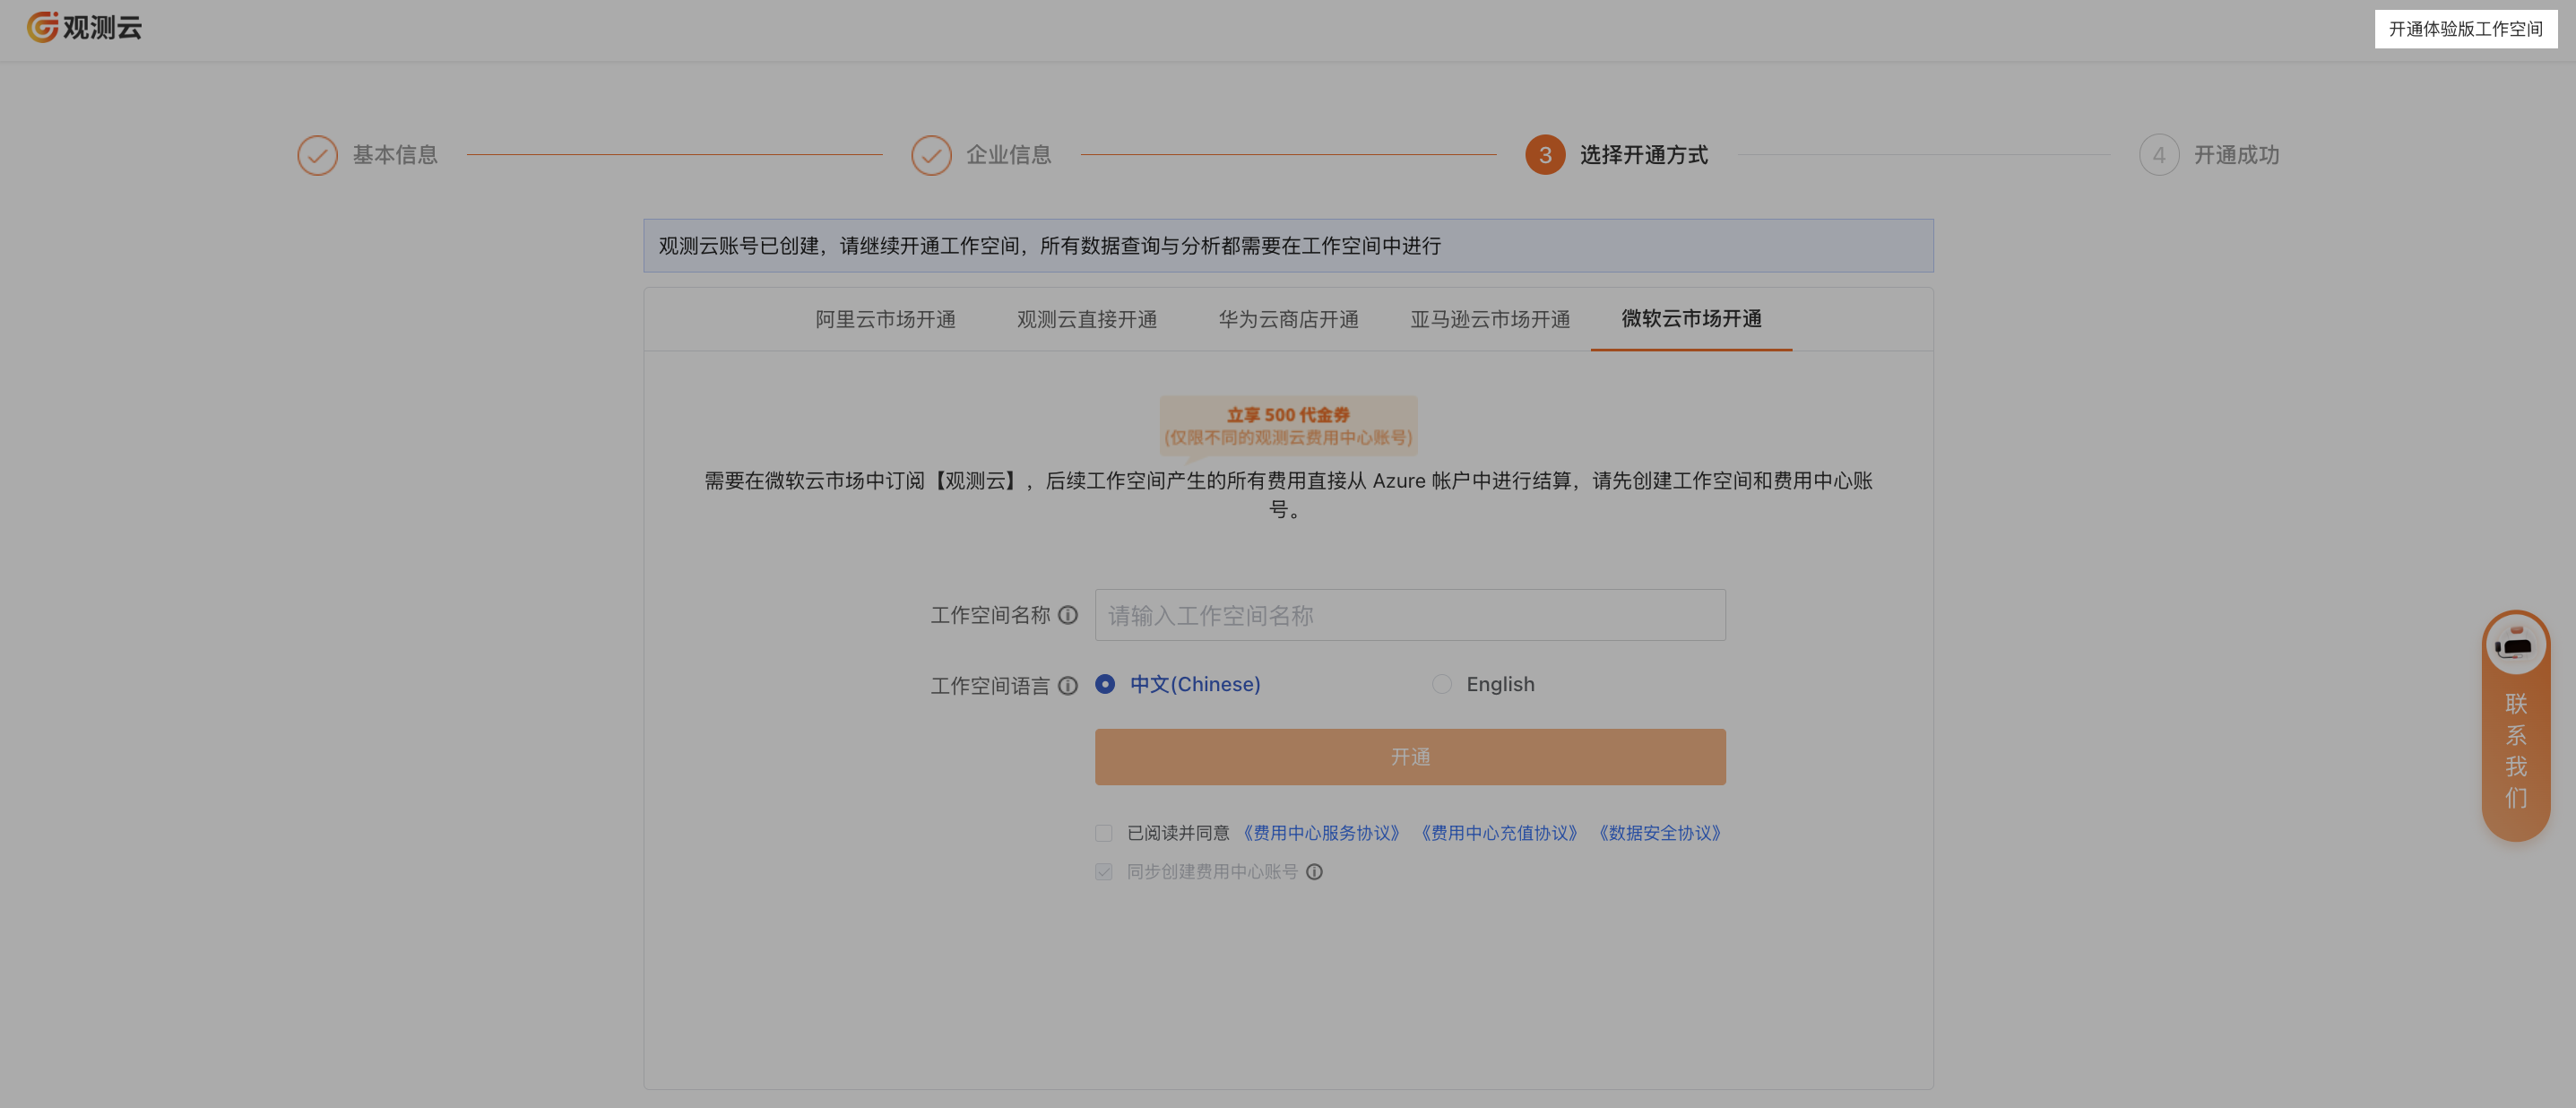 观测云
开通体验版工作空间
基本信息
企业信息
3 选择开通方式
4 开通成功
观测云账号已创建，请继续开通工作空间，所有数据查询与分析都需要在工作空间中进行
阿里云市场开通
观测云直接开通
华为云商店开通
亚马逊云市场开通
微软云市场开通
立享 500 代金券
(仅限不同的观测云费用中心账号)
需要在微软云市场中订阅【观测云】，后续工作空间产生的所有费用直接从 Azure 帐户中进行结算，请先创建工作空间和费用中心账
号。
工作空间名称
请输入工作空间名称
工作空间语言
中文(Chinese)
English
开通
已阅读并同意 《费用中心服务协议》 《费用中心充值协议》 《数据安全协议》
同步创建费用中心账号
联
系
我
们